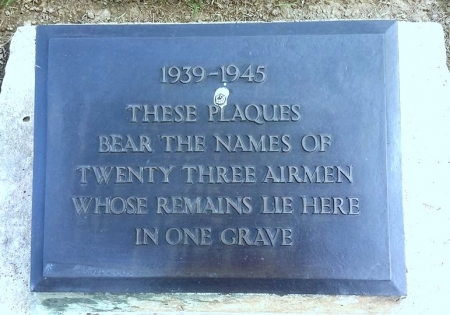 1939-1945
THESE PLAQUES
BEAR THE NAMES OF
TWENTY THREE AIRMEN
WHOSE REMAINS LIE HERE
IN ONE GRAVE